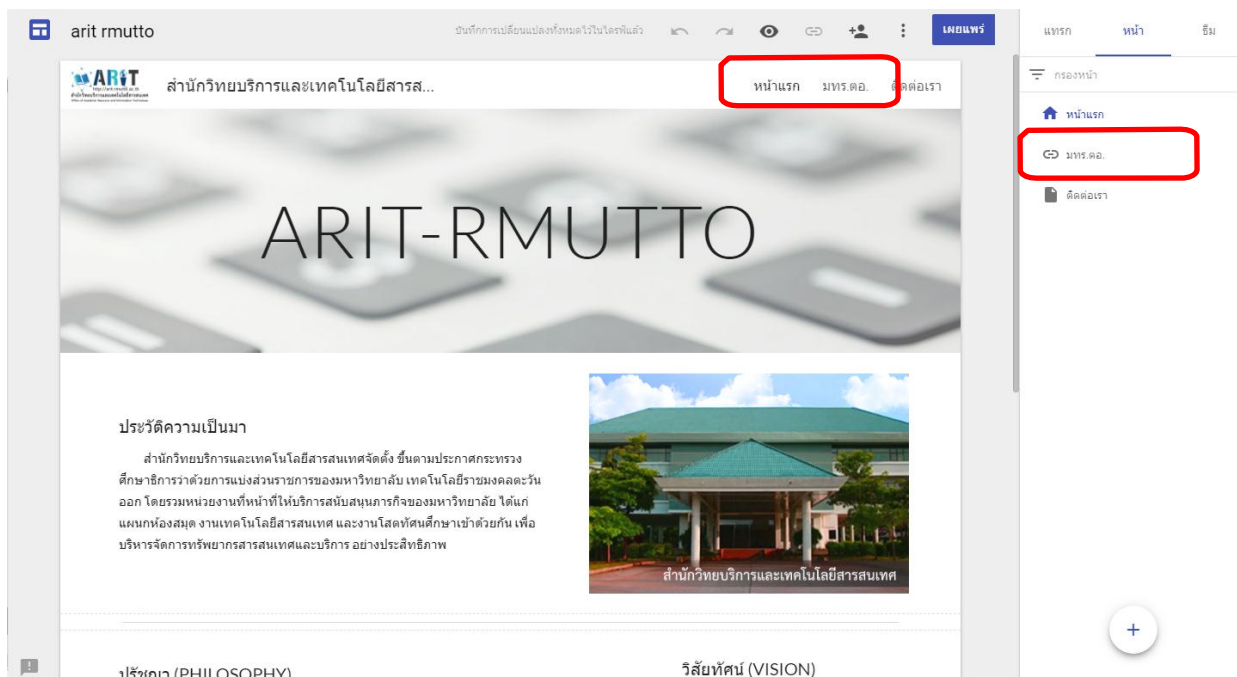 arit rmutto
บันทึกการเปลี่ยนแปลงทั้งหมดไว้ในไดรฟ์แล้ว
เผยแพร่
แทรก
หน้า
ธีม
ARiT
สำนักวิทยบริการและเทคโนโลยีสารส...
หน้าแรก
มทร.ตอ.
ติดต่อเรา
กรองหน้า
หน้าแรก
มทร.ตอ.
ติดต่อเรา
ARIT-RMUTTO
ประวัติความเป็นมา
สำนักวิทยบริการและเทคโนโลยีสารสนเทศจัดตั้ง ขึ้นตามประกาศกระทรวง
ศึกษาธิการว่าด้วยการแบ่งส่วนราชการของมหาวิทยาลับ เทคโนโลยีราชมงคลตะวัน
ออก โดยรวมหน่วยงานที่หน้าที่ให้บริการสนับสนุนภารกิจของมหาวิทยาลัย ได้แก่
แผนกห้องสมุด งานเทคโนโลยีสารสนเทศ และงานโสตทัศนศึกษาเข้าด้วยกัน เพื่อ
บริหารจัดการทรัพยากรสารสนเทศและบริการ อย่างประสิทธิภาพ
สำนักวิทยบริการและเทคโนโลยีสารสนเทศ
ปรัชญา (PHILOSOPHY)
วิสัยทัศน์ (VISION)